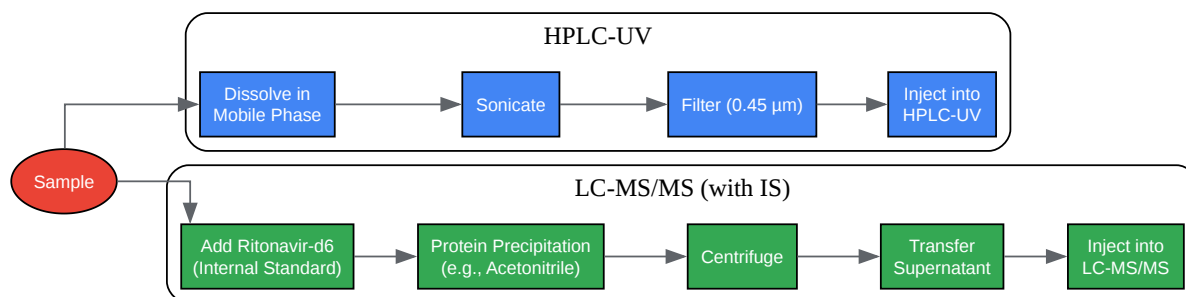 HPLC-UV
Dissolve in
Mobile Phase
Sonicate
Filter (0.45 µm)
Inject into
HPLC-UV
Sample
LC-MS/MS (with IS)
Add Ritonavir-d6
(Internal Standard)
Protein Precipitation
(e.g., Acetonitrile)
Centrifuge
Transfer
Supernatant
Inject into
LC-MS/MS